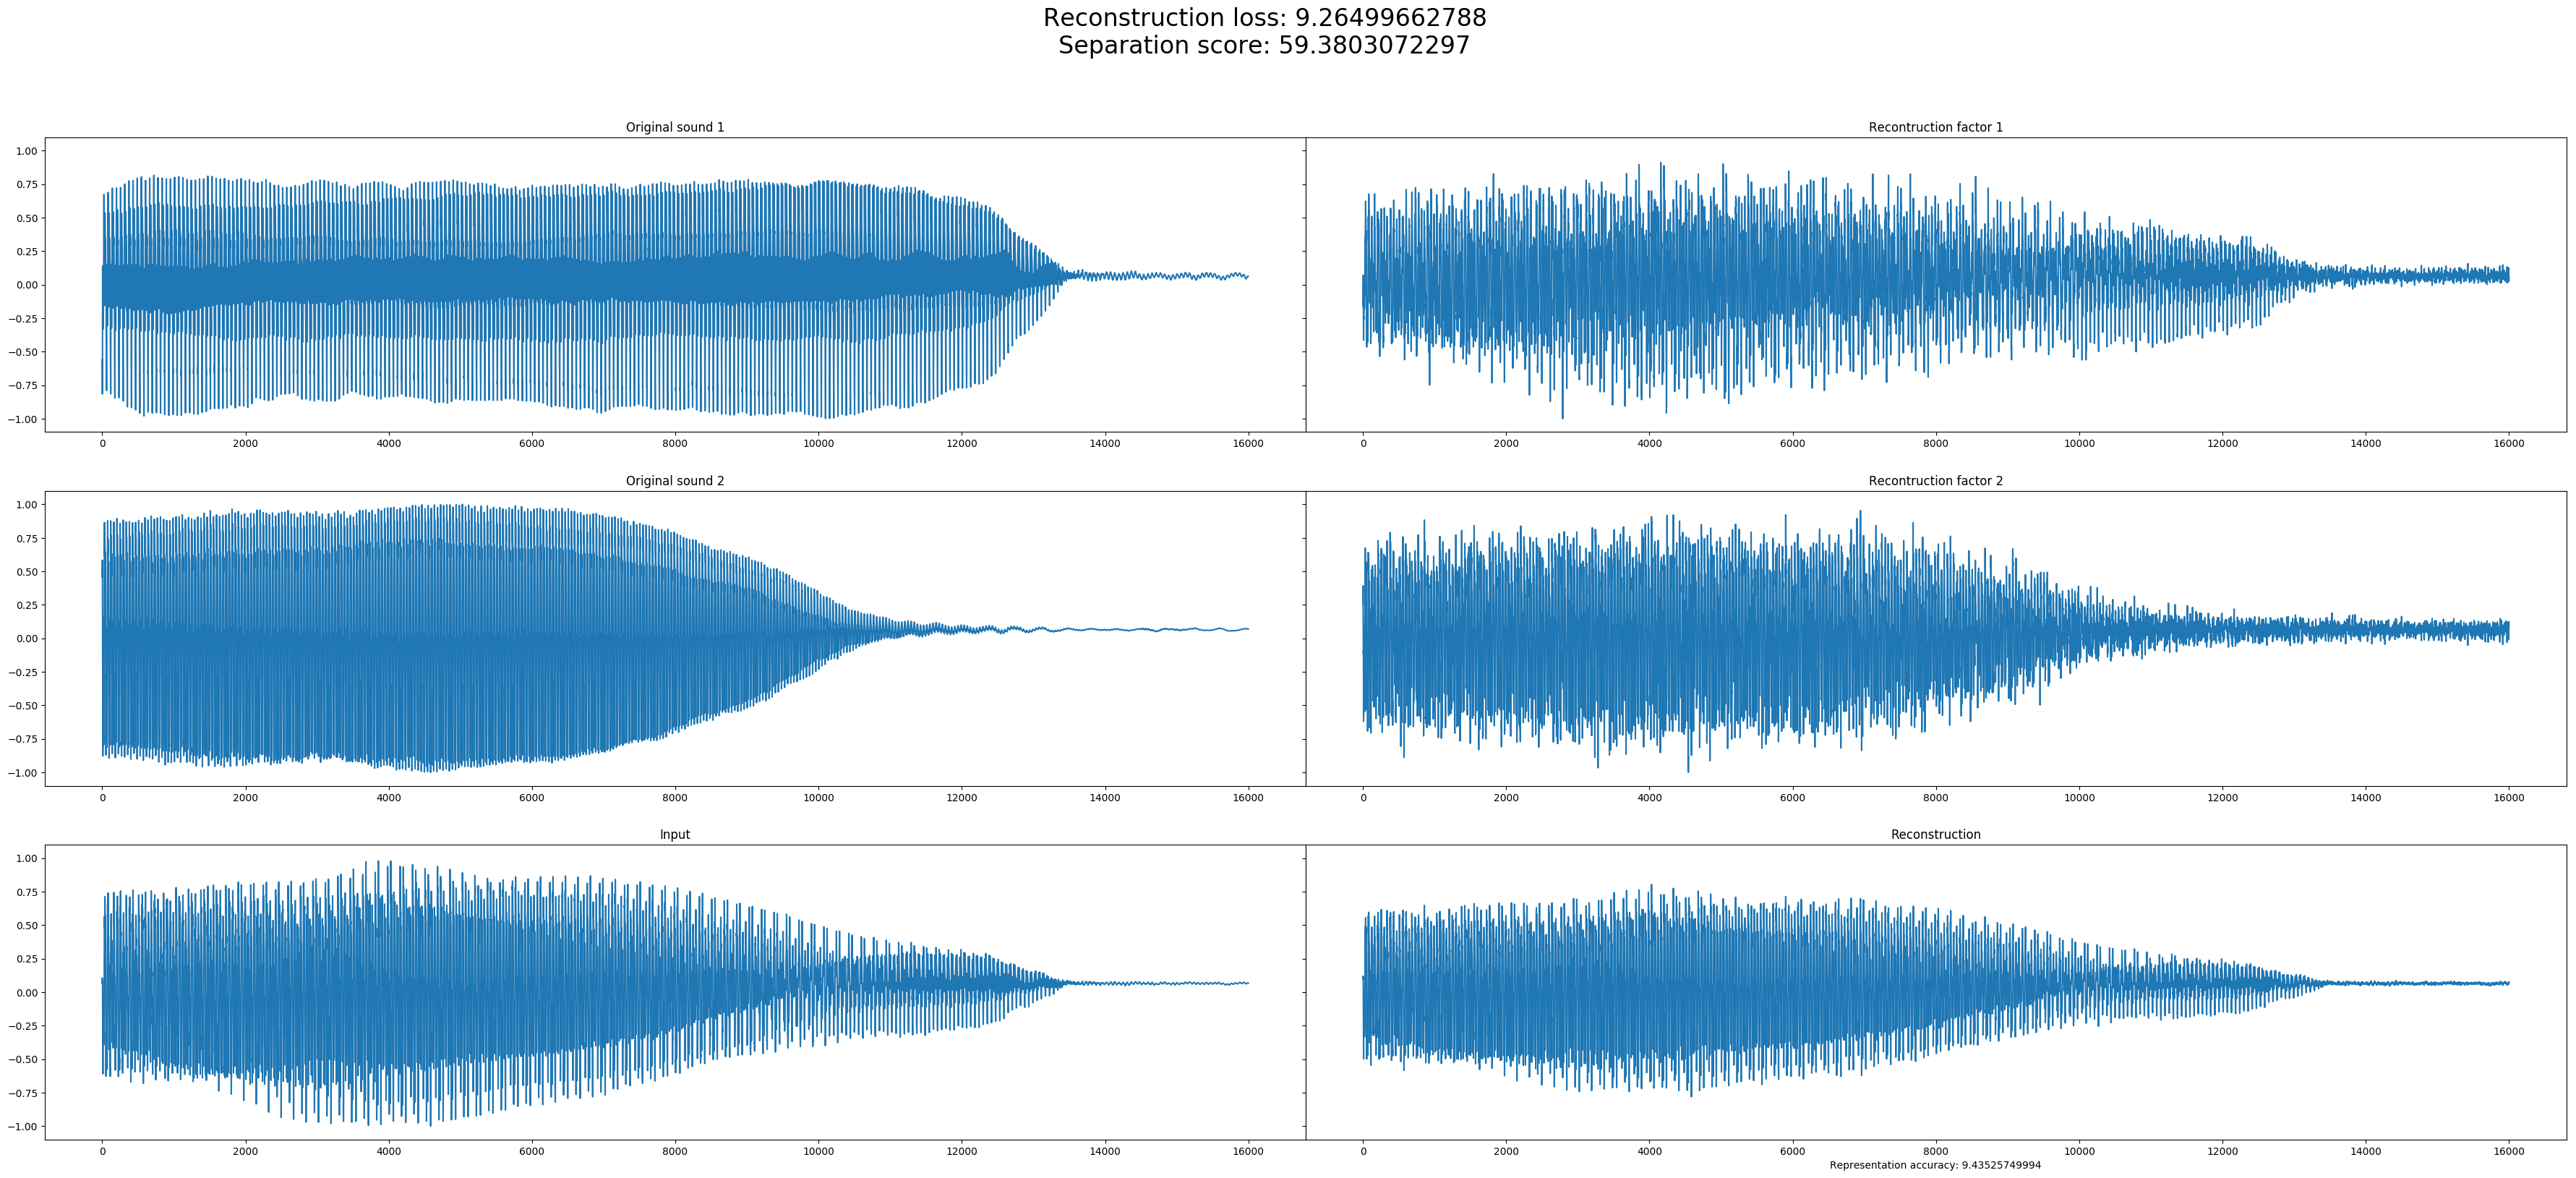 Reconstruction loss: 9.26499662788
Separation score: 59.3803072297
Original sound 1
Recontruction factor 1
1.00
0.75
0.50
0.25
0.00
−0.25
−0.50
−0.75
−1.00
0 2000 4000 6000 8000 10000 12000 14000 16000
0 2000 4000 6000 8000 10000 12000 14000 16000
Original sound 2
Recontruction factor 2
1.00
0.75
0.50
0.25
0.00
−0.25
−0.50
−0.75
−1.00
0 2000 4000 6000 8000 10000 12000 14000 16000
0 2000 4000 6000 8000 10000 12000 14000 16000
Input
Reconstruction
1.00
0.75
0.50
0.25
0.00
−0.25
−0.50
−0.75
−1.00
0 2000 4000 6000 8000 10000 12000 14000 16000
0 2000 4000 6000 8000 10000 12000 14000 16000
Representation accuracy: 9.43525749994